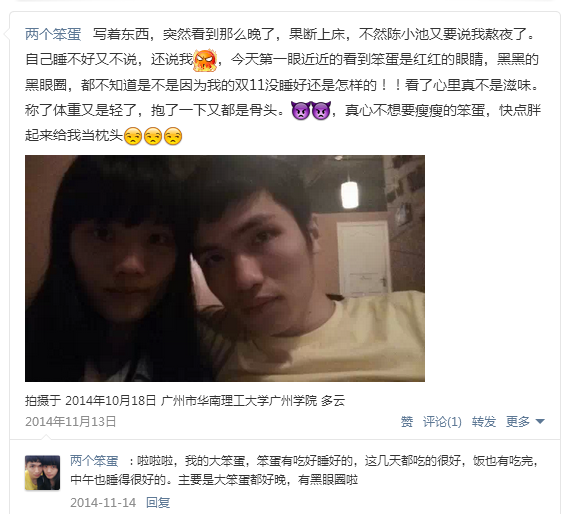 两个笨蛋 写着东西，突然看到那么晚了，果断上床，不然陈小池又要说我熬夜了。
自己睡不好又不说，还说我，今天第一眼近近的看到笨蛋是红红的眼睛，黑黑的
黑眼圈，都不知道是不是因为我的双11没睡好还是怎样的！！看了心里真不是滋味。
称了体重又是轻了，抱了一下又都是骨头。，真心不想要瘦瘦的笨蛋，快点胖
起来给我当枕头
拍摄于 2014年10月18日 广州市华南理工大学广州学院 多云
2014年11月13日 赞 评论(1) 转发 更多
两个笨蛋 ：啦啦啦，我的大笨蛋，笨蛋有吃好睡好的，这几天都吃的很好，饭也有吃完，
中午也睡得很好的。主要是大笨蛋都好晚，有黑眼圈啦
2014-11-14 回复